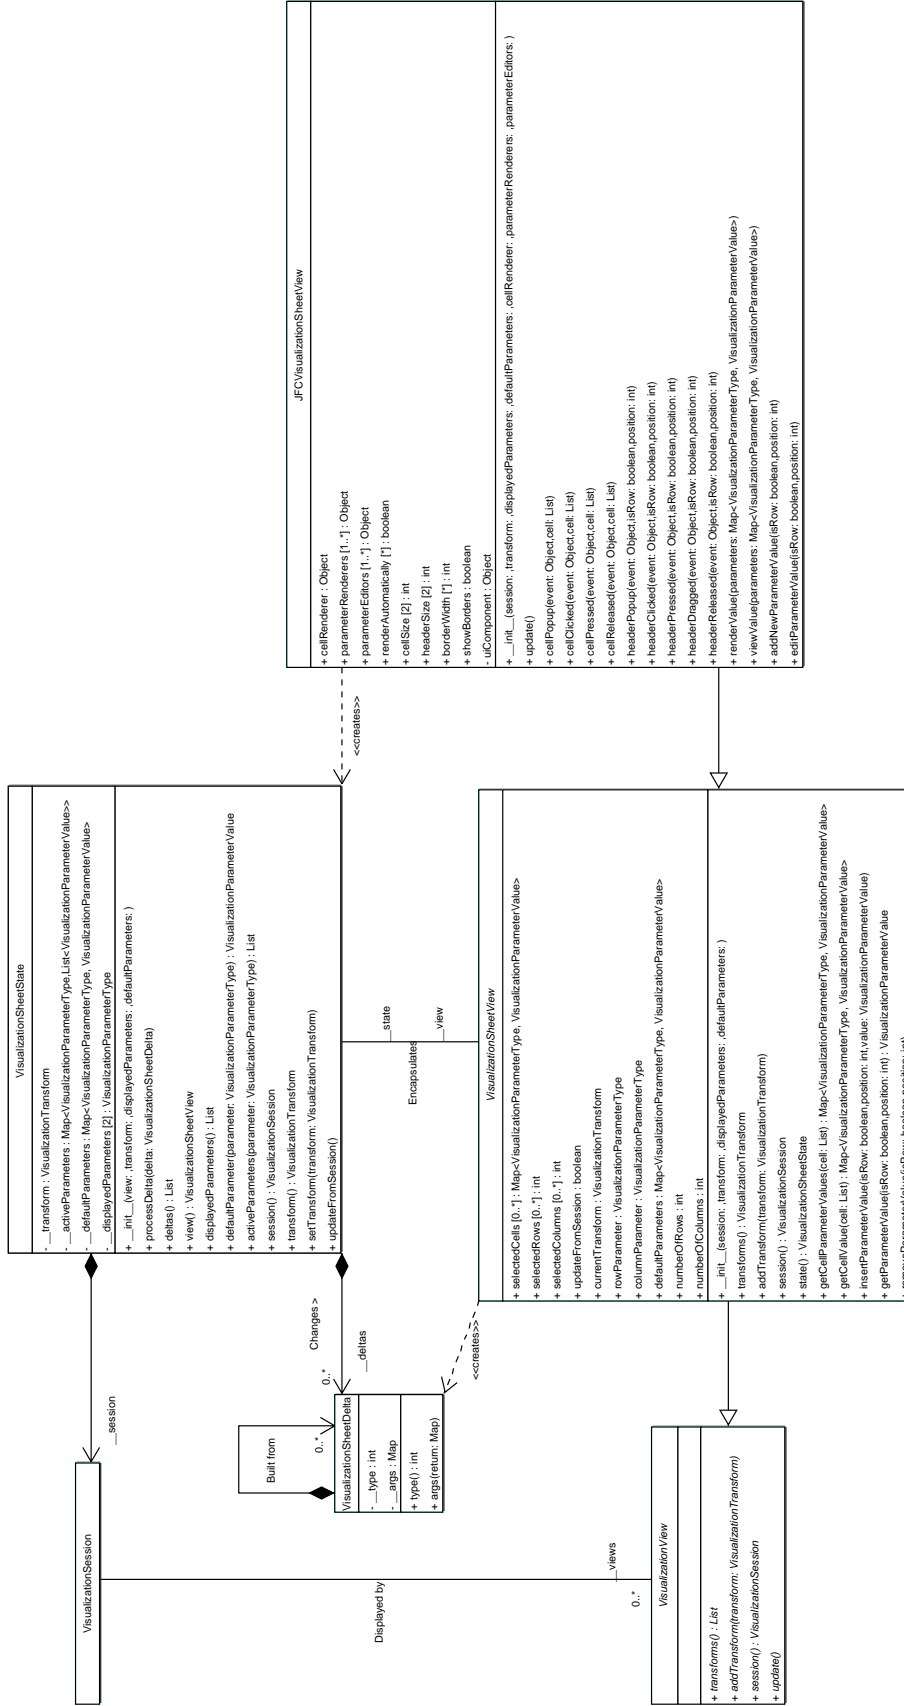 JFCVisualizationSheetView
+ cellRenderer : Object
+ parameterRenderers [1..*] : Object
+ parameterEditors [1..*] : Object
+ renderAutomatically [*] : boolean
+ cellSize [2] : int
+ headerSize [2] : int
+ borderWidth [*] : int
+ showBorders : boolean
- uiComponent : Object
+ __init__(session: ,transform: ,displayedParameters: ,defaultParameters: ,cellRenderer: ,parameterRenderers: ,parameterEditors: )
+ update()
+ cellPopup(event: Object,cell: List)
+ cellClicked(event: Object,cell: List)
+ cellPressed(event: Object,cell: List)
+ cellReleased(event: Object,cell: List)
+ headerPopup(event: Object,isRow: boolean,position: int)
+ headerClicked(event: Object,isRow: boolean,position: int)
+ headerPressed(event: Object,isRow: boolean,position: int)
+ headerDragged(event: Object,isRow: boolean,position: int)
+ headerReleased(event: Object,isRow: boolean,position: int)
+ renderValue(parameters: Map<VisualizationParameterType, VisualizationParameterValue>)
+ viewValue(parameters: Map<VisualizationParameterType, VisualizationParameterValue>)
+ addNewParameterValue(isRow: boolean,position: int)
+ editParameterValue(isRow: boolean,position: int)
<<creates>>
VisualizationSheetState
- __transform : VisualizationTransform
- __activeParameters : Map<VisualizationParameterType,List<VisualizationParameterValue>>
- __defaultParameters : Map<VisualizationParameterType, VisualizationParameterValue>
- __displayedParameters [2] : VisualizationParameterType
+ __init__(view: ,transform: ,displayedParameters: ,defaultParameters: )
+ processDelta(delta: VisualizationSheetDelta)
+ deltas() : List
+ view() : VisualizationSheetView
+ displayedParameters() : List
+ defaultParameter(parameter: VisualizationParameterType) : VisualizationParameterValue
+ activeParameters(parameter: VisualizationParameterType) : List
+ session() : VisualizationSession
+ transform() : VisualizationTransform
+ setTransform(transform: VisualizationTransform)
+ updateFromSession()
__state
Encapsulates
__view
VisualizationSheetView
+ selectedCells [0..*] : Map<VisualizationParameterType, VisualizationParameterValue>
+ selectedRows [0..*] : int
+ selectedColumns [0..*] : int
+ updateFromSession : boolean
+ currentTransform : VisualizationTransform
+ rowParameter : VisualizationParameterType
+ columnParameter : VisualizationParameterType
+ defaultParameters : Map<VisualizationParameterType, VisualizationParameterValue>
+ numberOfRows : int
+ numberOfColumns : int
+ __init__(session: ,transform: ,displayedParameters: ,defaultParameters: )
+ transforms() : VisualizationTransform
+ addTransform(transform: VisualizationTransform)
+ session() : VisualizationSession
+ state() : VisualizationSheetState
+ getCellParameterValues(cell: List) : Map<VisualizationParameterType, VisualizationParameterValue>
+ getCellValue(cell: List) : Map<VisualizationParameterType, VisualizationParameterValue>
+ insertParameterValue(isRow: boolean,position: int,value: VisualizationParameterValue)
+ getParameterValue(isRow: boolean,position: int) : VisualizationParameterValue
__session
Changes >
0..*
__deltas
<<creates>>
Built from
0..*
VisualizationSheetDelta
- __type : int
- __args : Map
+ type() : int
+ args(return: Map)
VisualizationSession
Displayed by
__views
0..*
VisualizationView
+ transforms() : List
+ addTransform(transform: VisualizationTransform)
+ session() : VisualizationSession
+ update()